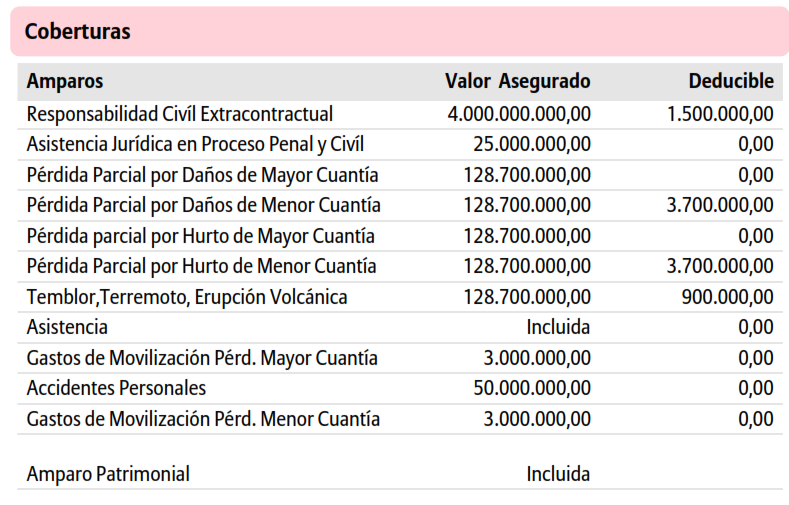 Coberturas
Amparos Valor Asegurado Deducible
Responsabilidad Civíl Extracontractual 4.000.000.000,00 1.500.000,00
Asistencia Jurídica en Proceso Penal y Civíl 25.000.000,00 0,00
Pérdida Parcial por Daños de Mayor Cuantía 128.700.000,00 0,00
Pérdida Parcial por Daños de Menor Cuantía 128.700.000,00 3.700.000,00
Pérdida parcial por Hurto de Mayor Cuantía 128.700.000,00 0,00
Pérdida Parcial por Hurto de Menor Cuantía 128.700.000,00 3.700.000,00
Temblor,Terremoto, Erupción Volcánica 128.700.000,00 900.000,00
Asistencia Incluida 0,00
Gastos de Movilización Pérd. Mayor Cuantía 3.000.000,00 0,00
Accidentes Personales 50.000.000,00 0,00
Gastos de Movilización Pérd. Menor Cuantía 3.000.000,00 0,00
Amparo Patrimonial Incluida